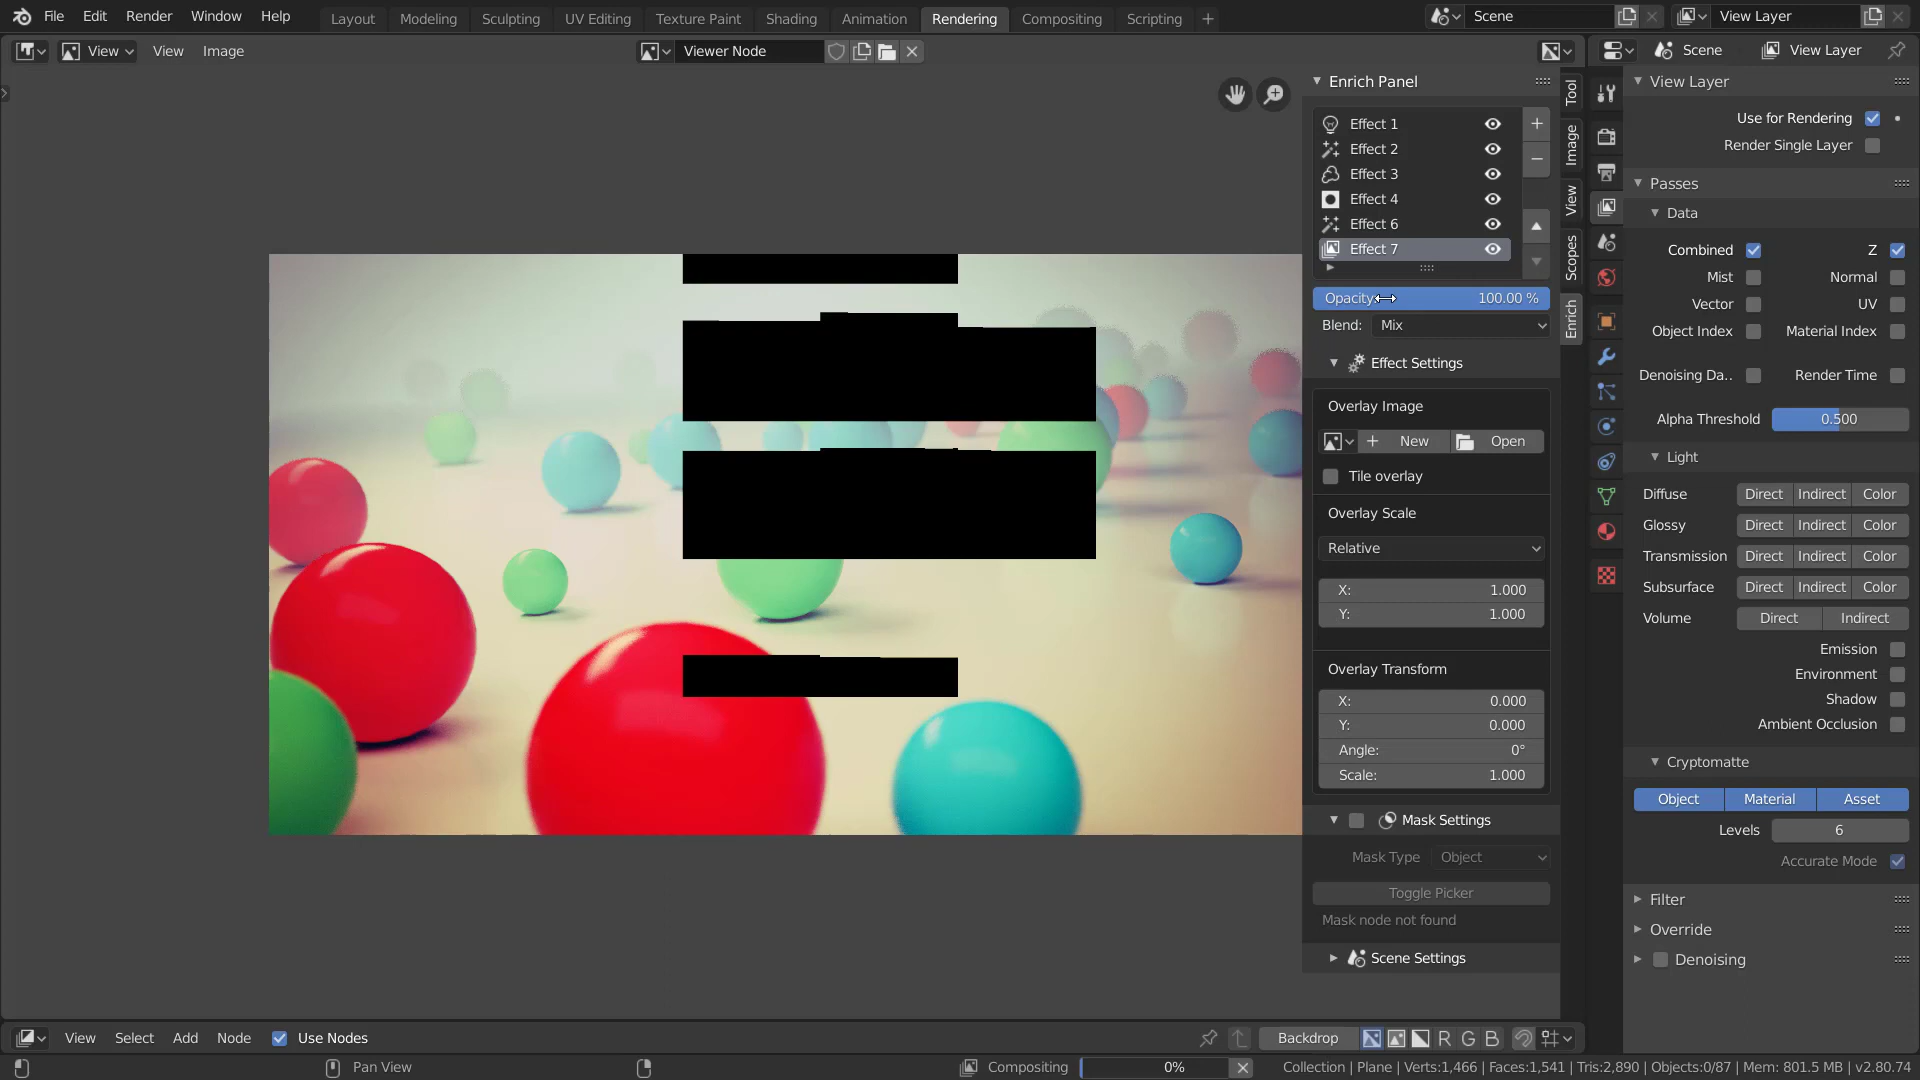 File Edit Render Window Help Layout Modeling Sculpting UV Editing Texture Paint Shading Animation Rendering Compositing Scripting + Scene View Layer
View View Image Viewer Node Scene View Layer
Enrich Panel
Effect 1
Effect 2
Effect 3
Effect 4
Effect 6
Effect 7
Opacity 100.00 %
Blend: Mix
Effect Settings
Overlay Image
New Open
Tile overlay
Overlay Scale
Relative
X: 1.000
Y: 1.000
Overlay Transform
X: 0.000
Y: 0.000
Angle: 0°
Scale: 1.000
Mask Settings
Mask Type Object
Toggle Picker
Mask node not found
Scene Settings
Tool
Image
View
Scopes
Enrich
View Layer
Use for Rendering
Render Single Layer
Passes
Data
Combined Z
Mist Normal
Vector UV
Object Index Material Index
Denoising Da.. Render Time
Alpha Threshold 0.500
Light
Diffuse Direct Indirect Color
Glossy Direct Indirect Color
Transmission Direct Indirect Color
Subsurface Direct Indirect Color
Volume Direct Indirect
Emission
Environment
Shadow
Ambient Occlusion
Cryptomatte
Object Material Asset
Levels 6
Accurate Mode
Filter
Override
Denoising
View Select Add Node Use Nodes Backdrop R G B
Pan View Compositing 0% Collection | Plane | Verts:1,466 | Faces:1,541 | Tris:2,890 | Objects:0/87 | Mem: 801.5 MB | v2.80.74